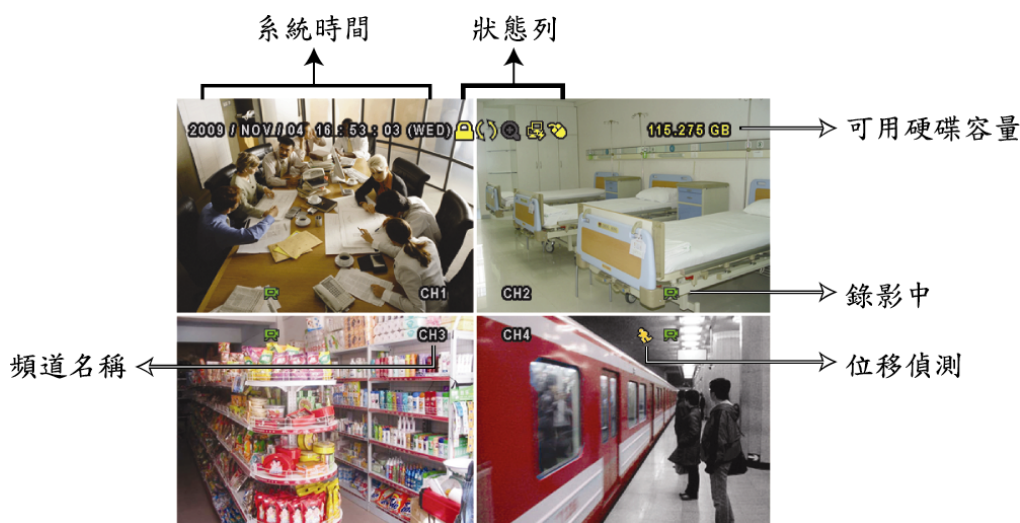 系統時間
狀態列
2009 / NOV / 04 16 : 53 : 03 (WED)
115.275 GB
可用硬碟容量
CH1
CH2
錄影中
CH3
CH4
頻道名稱
位移偵測